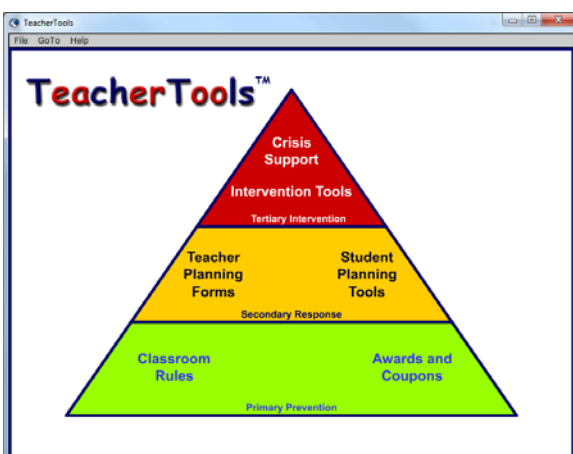 TeacherTools
File GoTo Help
TeacherTools™
Crisis
Support
Intervention Tools
Tertiary Intervention
Teacher
Planning
Forms
Student
Planning
Tools
Secondary Response
Classroom
Rules
Awards and
Coupons
Primary Prevention